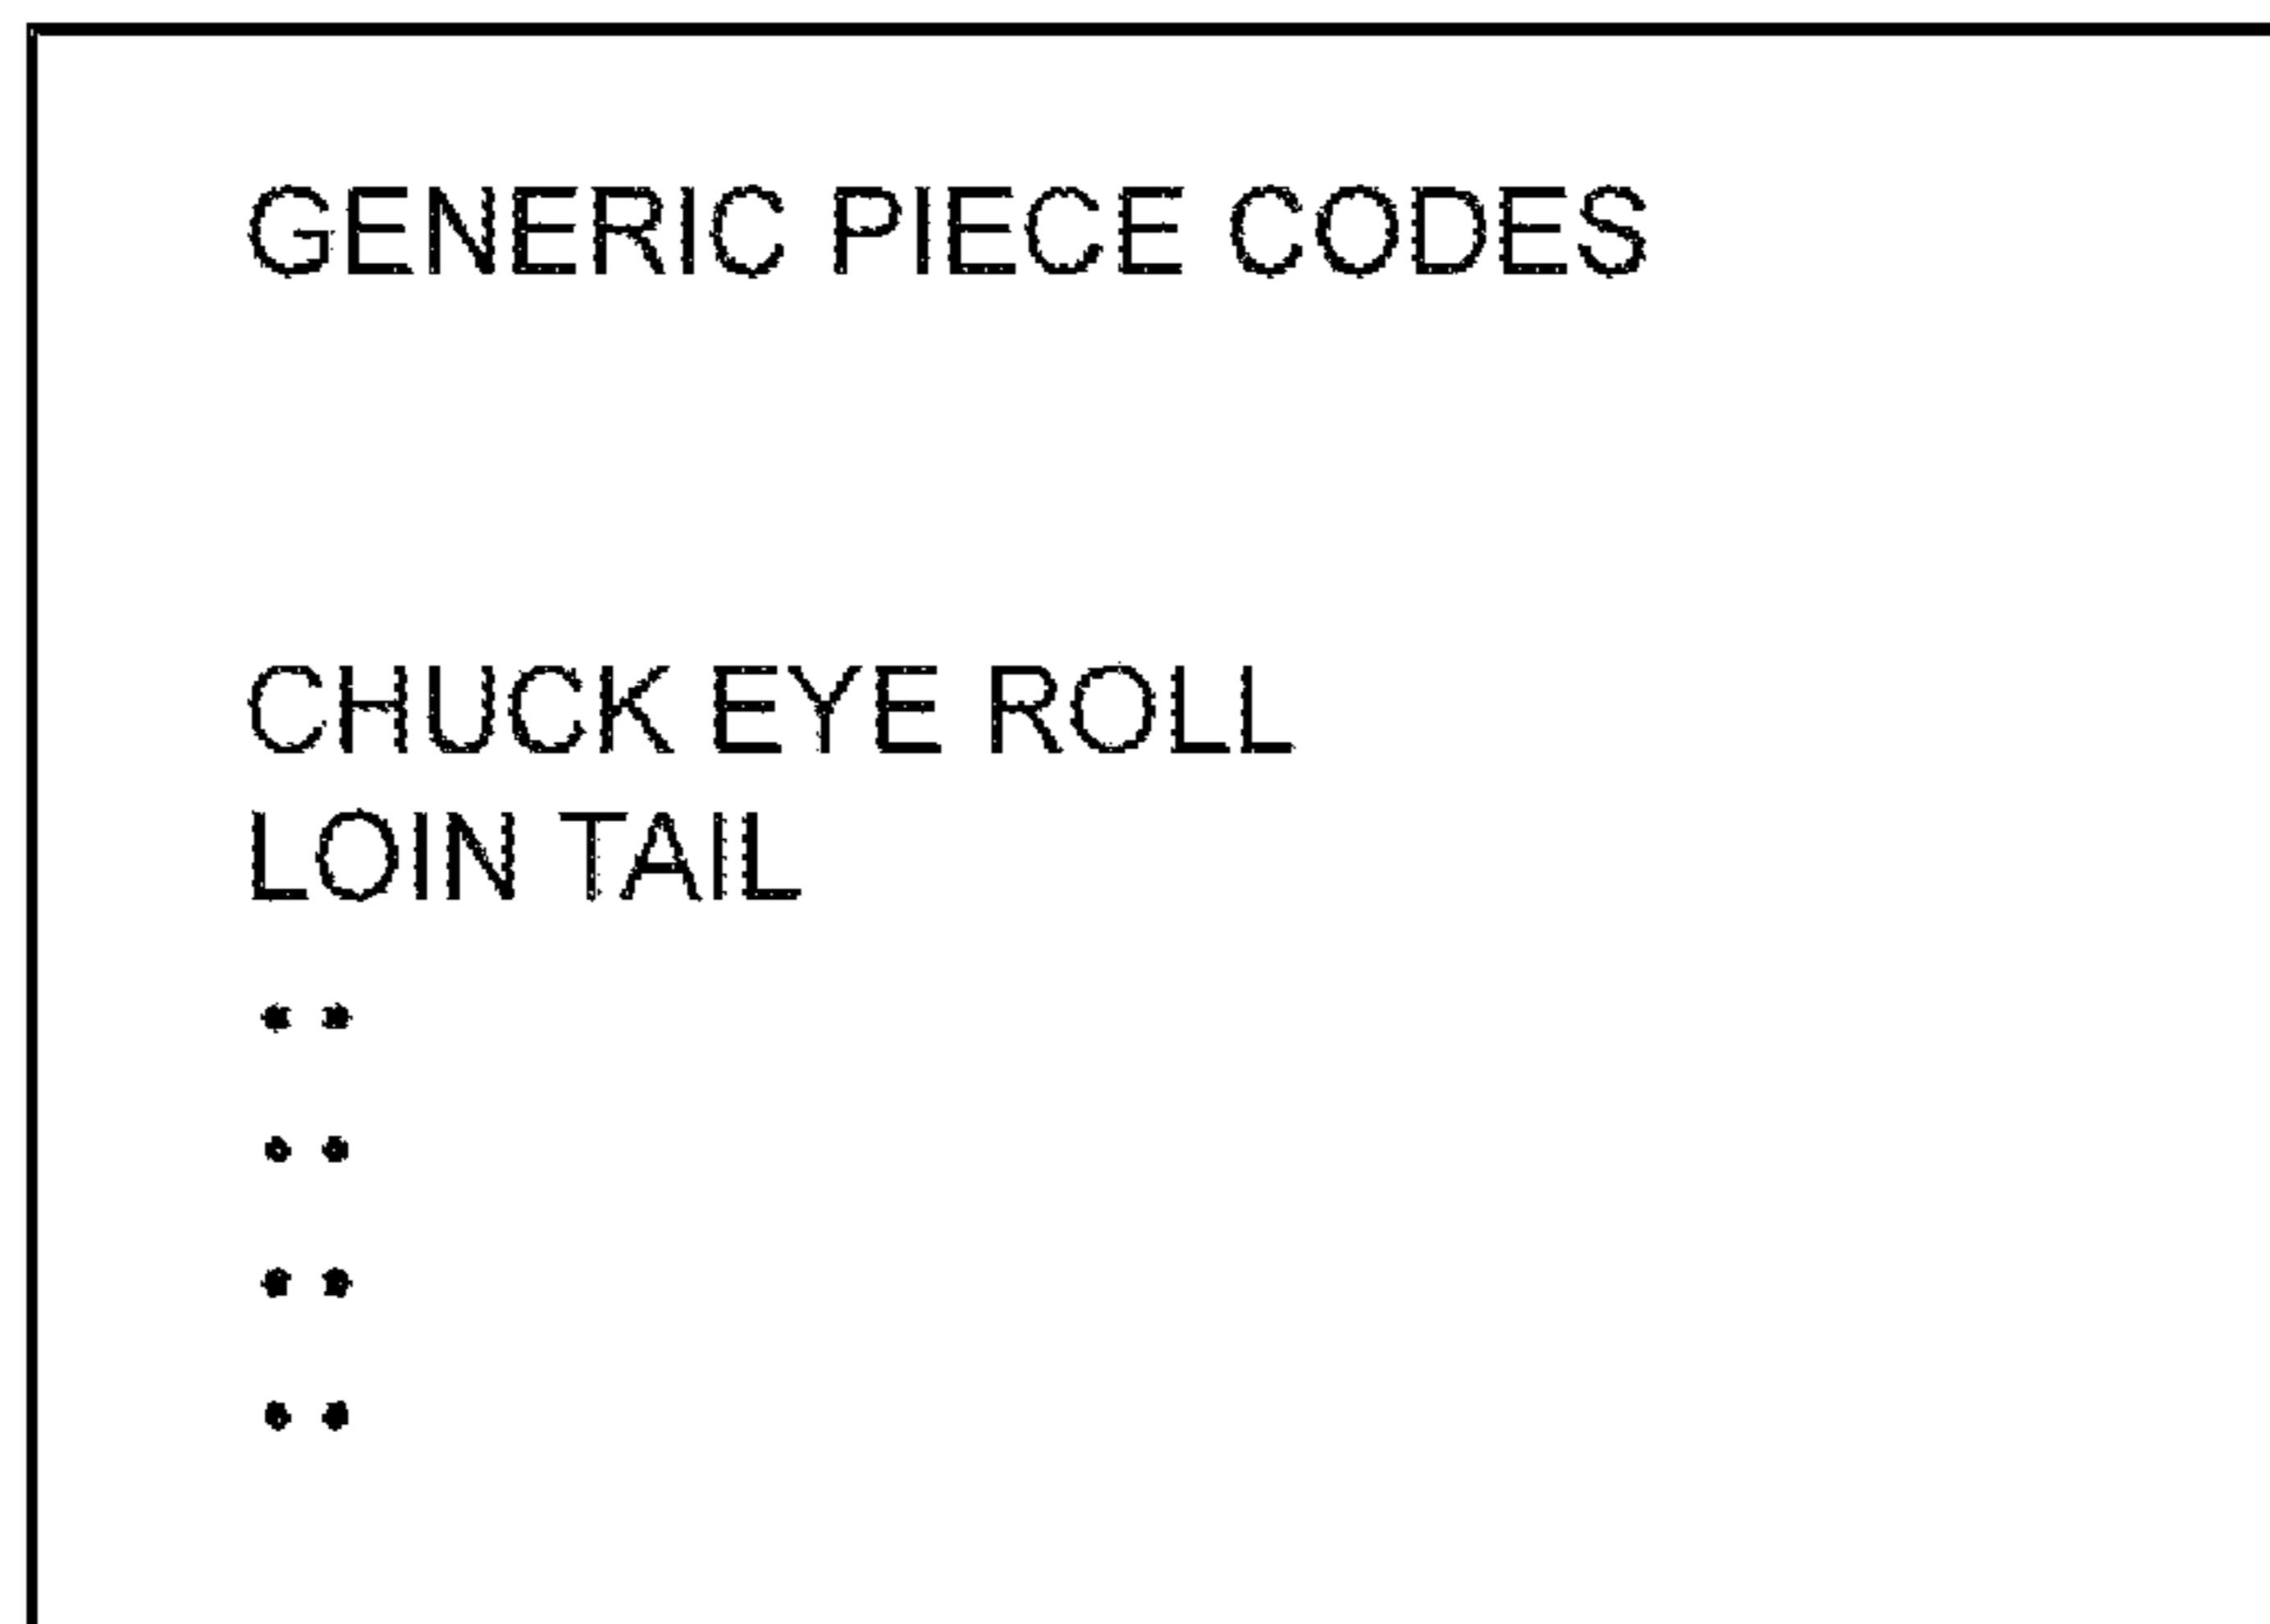 GENERIC PIECE CODES
CHUCK EYE ROLL
LOIN TAIL
••
••
••
••